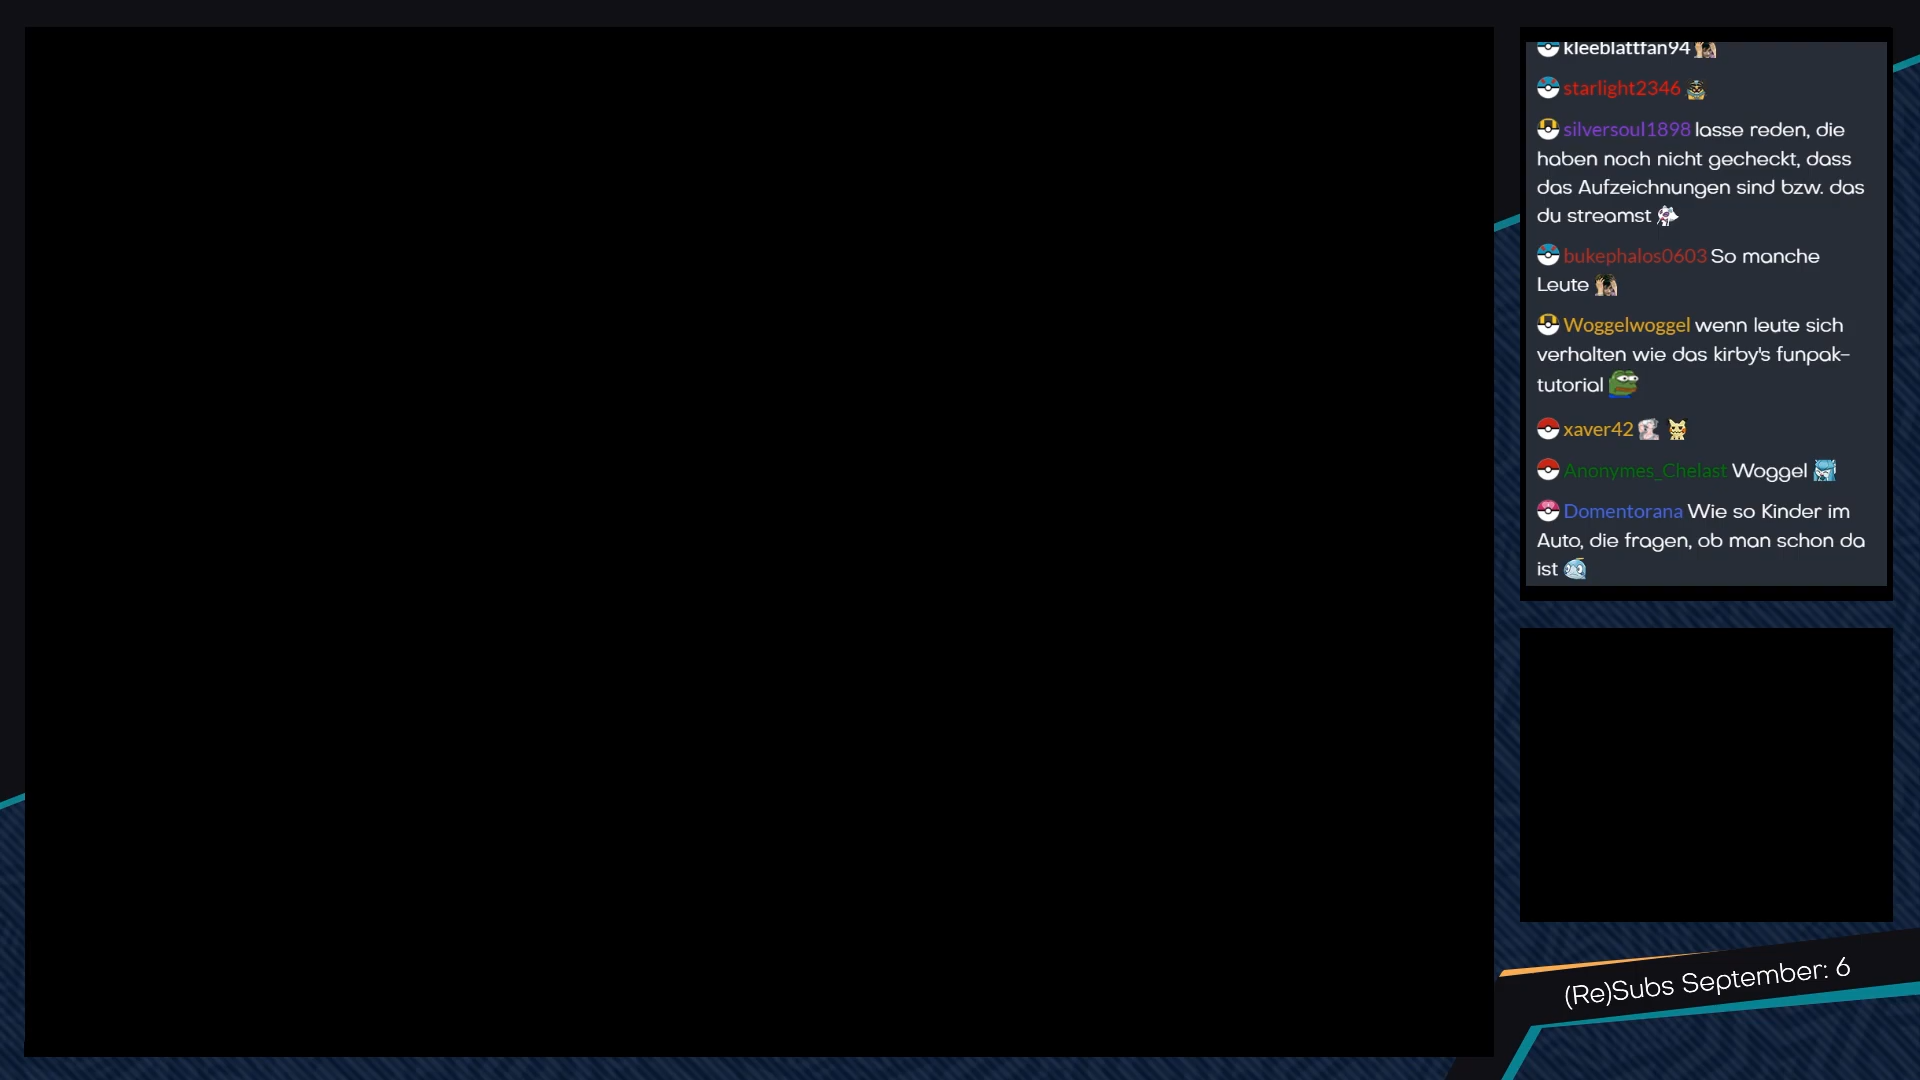 kleeblattfan94
starlight2346
silversoul1898 lasse reden, die
haben noch nicht gecheckt, dass
das Aufzeichnungen sind bzw. das
du streamst
bukephalos0603 So manche
Leute
Woggelwoggel wenn leute sich
verhalten wie das kirby's funpak-
tutorial
xaver42
Anonymes_Chelast Woggel
Domentorana Wie so Kinder im
Auto, die fragen, ob man schon da
ist
(Re)Subs September: 6